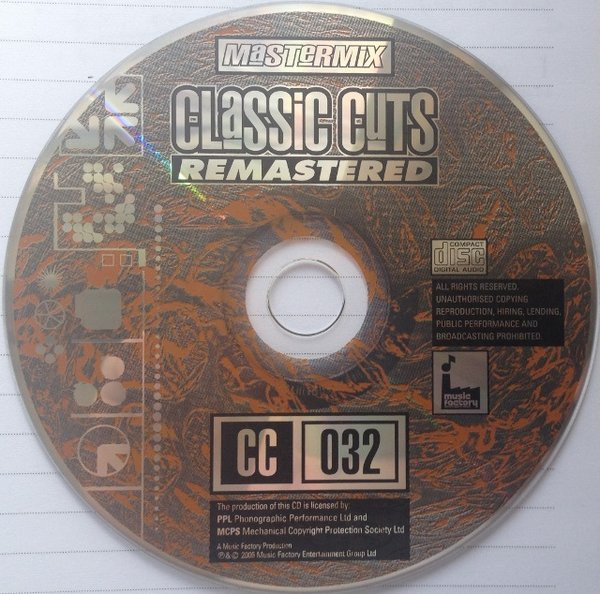 MaSTeRMiX
CLaSSiC CuTS
REMASTERED
COMPACT
disc
DIGITAL AUDIO
ALL RIGHTS RESERVED.
UNAUTHORISED COPYING
REPRODUCTION, HIRING, LENDING,
PUBLIC PERFORMANCE AND
BROADCASTING PROHIBITED.
music
factory
CC 032
The production of this CD is licensed by:
PPL Phonographic Performance Ltd and
MCPS Mechanical Copyright Protection Society Ltd
A Music Factory Production
℗ & © 2005 Music Factory Entertainment Group Ltd